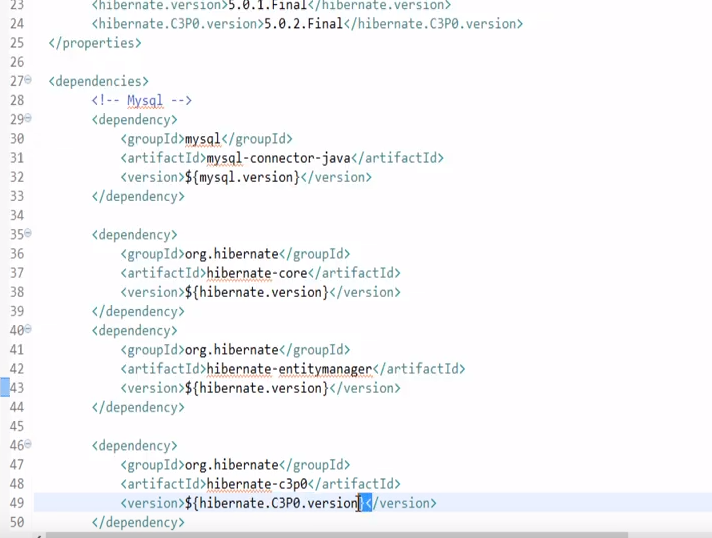 23 <hibernate.version>5.0.1.Final</hibernate.version>
24 <hibernate.C3P0.version>5.0.2.Final</hibernate.C3P0.version>
25 </properties>
26
27 <dependencies>
28 <!-- Mysql -->
29 <dependency>
30 <groupId>mysql</groupId>
31 <artifactId>mysql-connector-java</artifactId>
32 <version>${mysql.version}</version>
33 </dependency>
34
35 <dependency>
36 <groupId>org.hibernate</groupId>
37 <artifactId>hibernate-core</artifactId>
38 <version>${hibernate.version}</version>
39 </dependency>
40 <dependency>
41 <groupId>org.hibernate</groupId>
42 <artifactId>hibernate-entitymanager</artifactId>
43 <version>${hibernate.version}</version>
44 </dependency>
45
46 <dependency>
47 <groupId>org.hibernate</groupId>
48 <artifactId>hibernate-c3p0</artifactId>
49 <version>${hibernate.C3P0.version}</version>
50 </dependency>